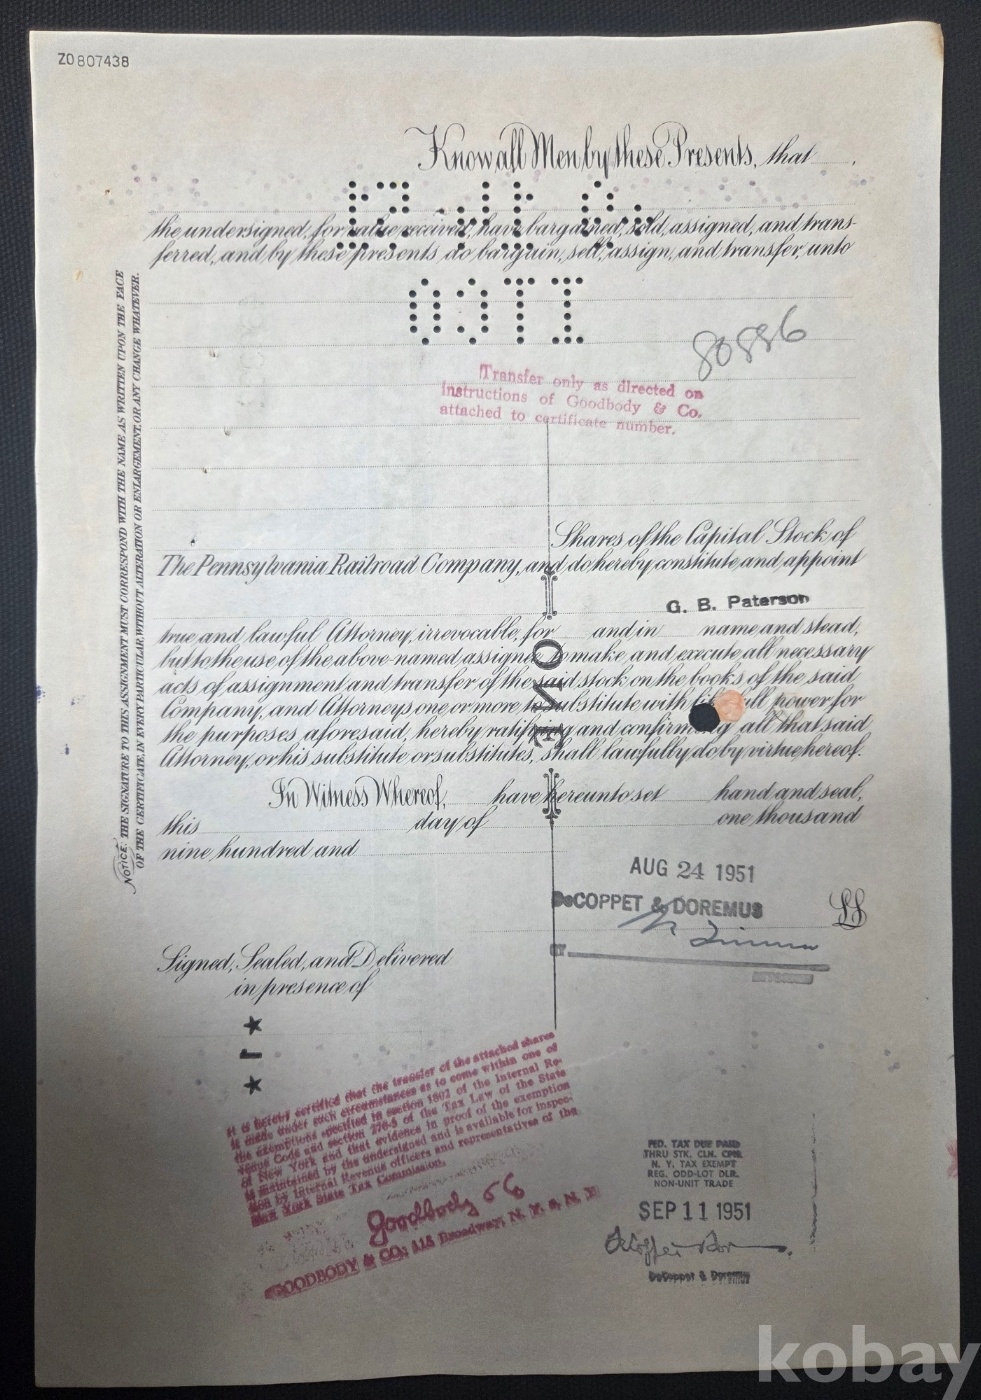 ZO807438
Know all Men by these Presents, that
the undersigned, for value received, have bargained, sold, assigned, and trans-
ferred, and by these presents do bargain, sell, assign, and transfer, unto
80886
Transfer only as directed on
instructions of Goodbody & Co.
attached to certificate number.
Shares of the Capital Stock of
The Pennsylvania Railroad Company, and do hereby constitute and appoint
G. B. Paterson
true and lawful Attorney, irrevocable, for and in name and stead,
but to the use of the above-named assignee to make and execute all necessary
acts of assignment and transfer of the said stock on the books of the said
Company, and Attorneys one or more to substitute with like full power for
the purposes aforesaid, hereby ratifying and confirming all that said
Attorney, or his substitute or substitutes, shall lawfully do by virtue hereof.
ONE
In Witness Whereof, have hereunto set hand and seal,
this day of one thousand
nine hundred and
AUG 24 1951
DeCOPPET & DOREMUS
BY
LS
Signed, Sealed, and Delivered
in presence of
★ 1 ★
It is hereby certified that the transfer of the attached shares
is made under such circumstances as to come within one of
the exemptions specified in section 1802 of the Internal Re-
venue Code and section 270-5 of the Tax Law of the State
of New York and that evidence in proof of the exemption
is maintained by the undersigned and is available for inspec-
tion by Internal Revenue officers and representatives of the
New York State Tax Commission.
Goodbody & Co
GOODBODY & CO., 115 Broadway, N. Y. 6, N. Y.
FED. TAX DUE PAID
THRU STK. CLN. CPR.
N. Y. TAX EXEMPT
REG. ODD-LOT DLR.
NON-UNIT TRADE
SEP 11 1951
DeCoppet & Doremus
NOTICE: THE SIGNATURE TO THIS ASSIGNMENT MUST CORRESPOND WITH THE NAME AS WRITTEN UPON THE FACE
OF THE CERTIFICATE, IN EVERY PARTICULAR, WITHOUT ALTERATION OR ENLARGEMENT, OR ANY CHANGE WHATEVER.
kobay